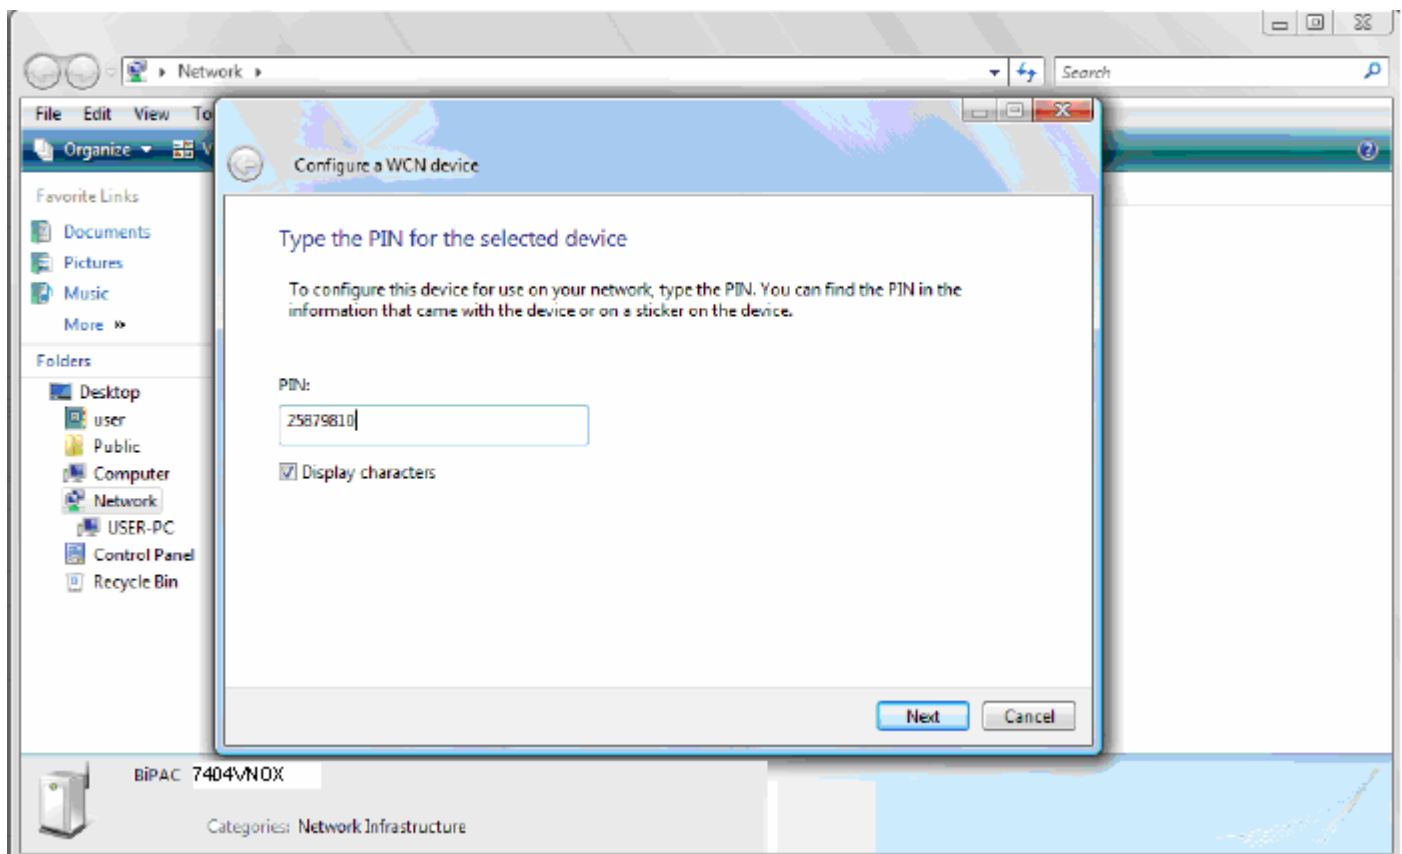 Network
Search
File Edit View To
Organize V
Configure a WCN device
Favorite Links
Documents
Pictures
Music
More »
Folders
Desktop
user
Public
Computer
Network
USER-PC
Control Panel
Recycle Bin
Type the PIN for the selected device
To configure this device for use on your network, type the PIN. You can find the PIN in the
information that came with the device or on a sticker on the device.
PIN:
25879810
Display characters
Next Cancel
BiPAC 7404VNOX
Categories: Network Infrastructure